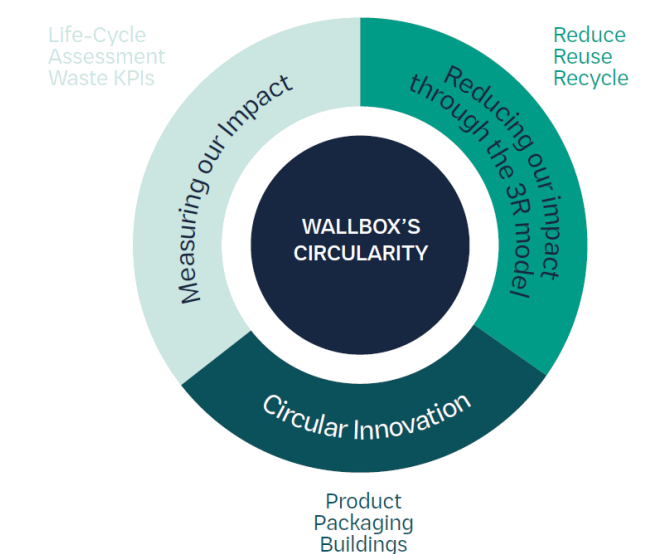 LIfe-Cycle
Assessment
Waste KPIs
Reduce
Reuse
Recycle
Measuring our Impact
Reducing our impact
through the 3R model
WALLBOX'S
CIRCULARITY
Circular Innovation
Product
Packaging
Buildings